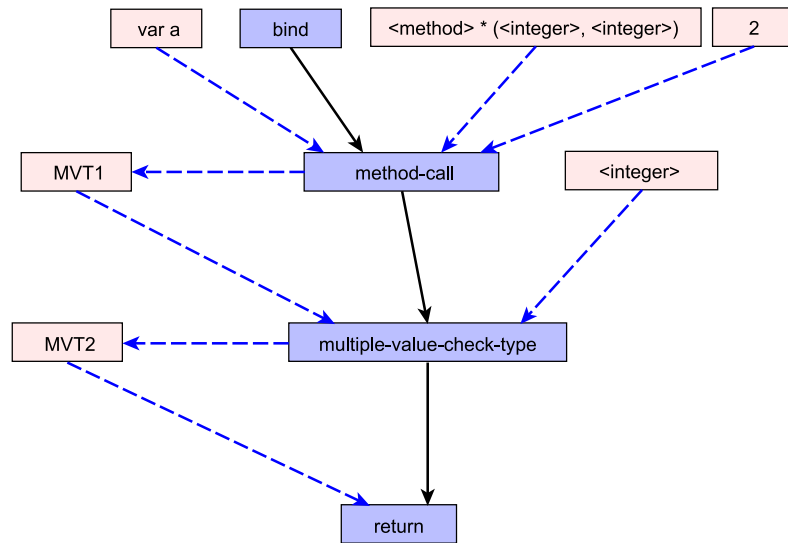 var a
bind
<method> * (<integer>, <integer>)
2
MVT1
method-call
<integer>
MVT2
multiple-value-check-type
return